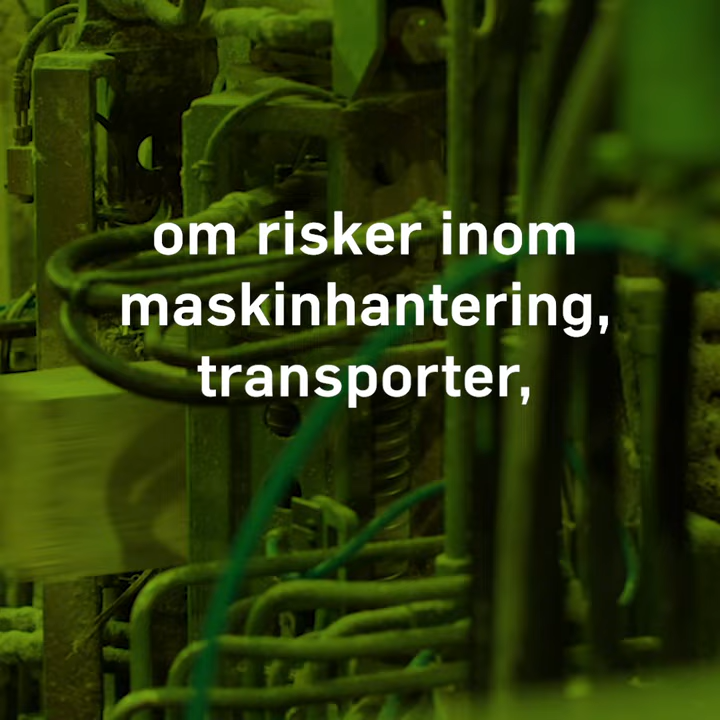 om risker inom
maskinhantering,
transporter,